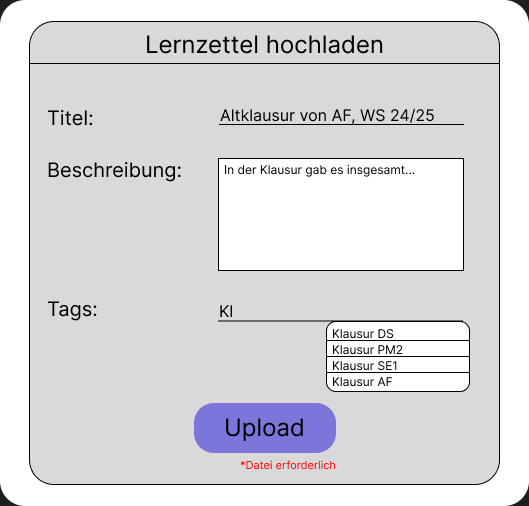 Lernzettel hochladen
Titel:
Altklausur von AF, WS 24/25
Beschreibung:
In der Klausur gab es insgesamt...
Tags:
Kl
Klausur DS
Klausur PM2
Klausur SE1
Klausur AF
Upload
*Datei erforderlich